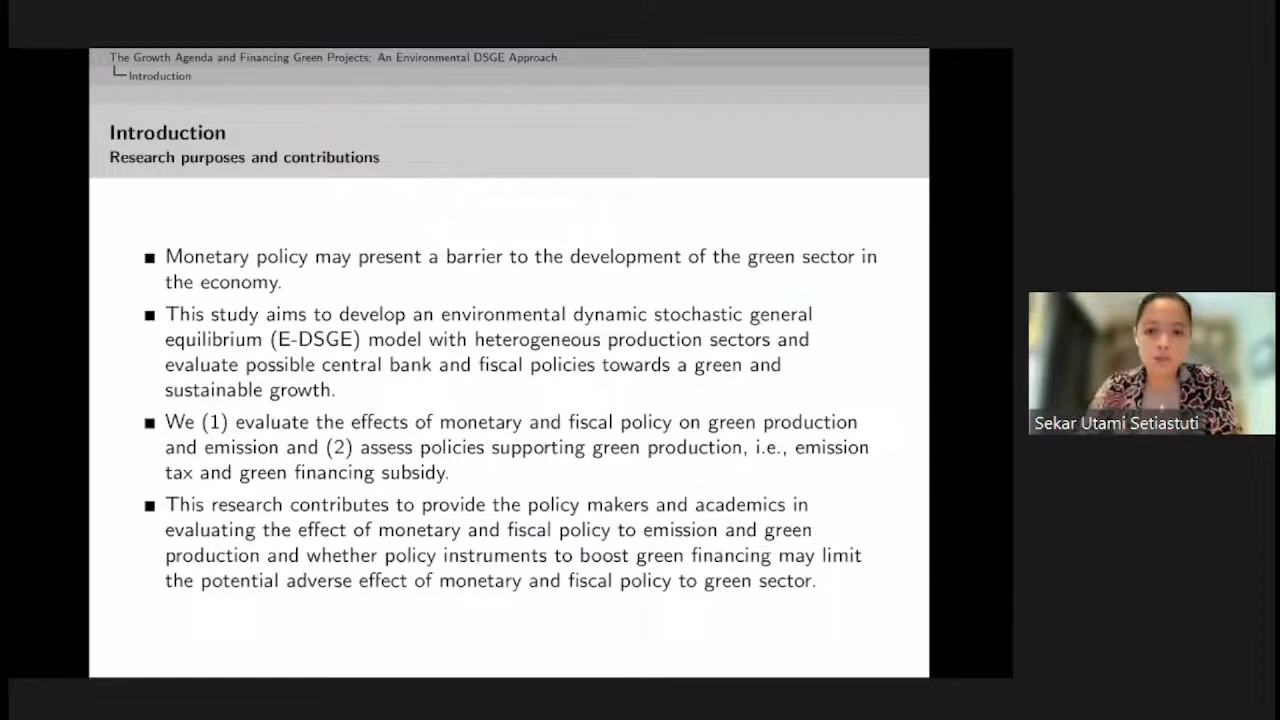 The Growth Agenda and Financing Green Projects: An Environmental DSGE Approach
Introduction
Introduction
Research purposes and contributions
Monetary policy may present a barrier to the development of the green sector in
the economy.
This study aims to develop an environmental dynamic stochastic general
equilibrium (E-DSGE) model with heterogeneous production sectors and
evaluate possible central bank and fiscal policies towards a green and
sustainable growth.
We (1) evaluate the effects of monetary and fiscal policy on green production
and emission and (2) assess policies supporting green production, i.e., emission
tax and green financing subsidy.
This research contributes to provide the policy makers and academics in
evaluating the effect of monetary and fiscal policy to emission and green
production and whether policy instruments to boost green financing may limit
the potential adverse effect of monetary and fiscal policy to green sector.
Sekar Utami Setiastuti